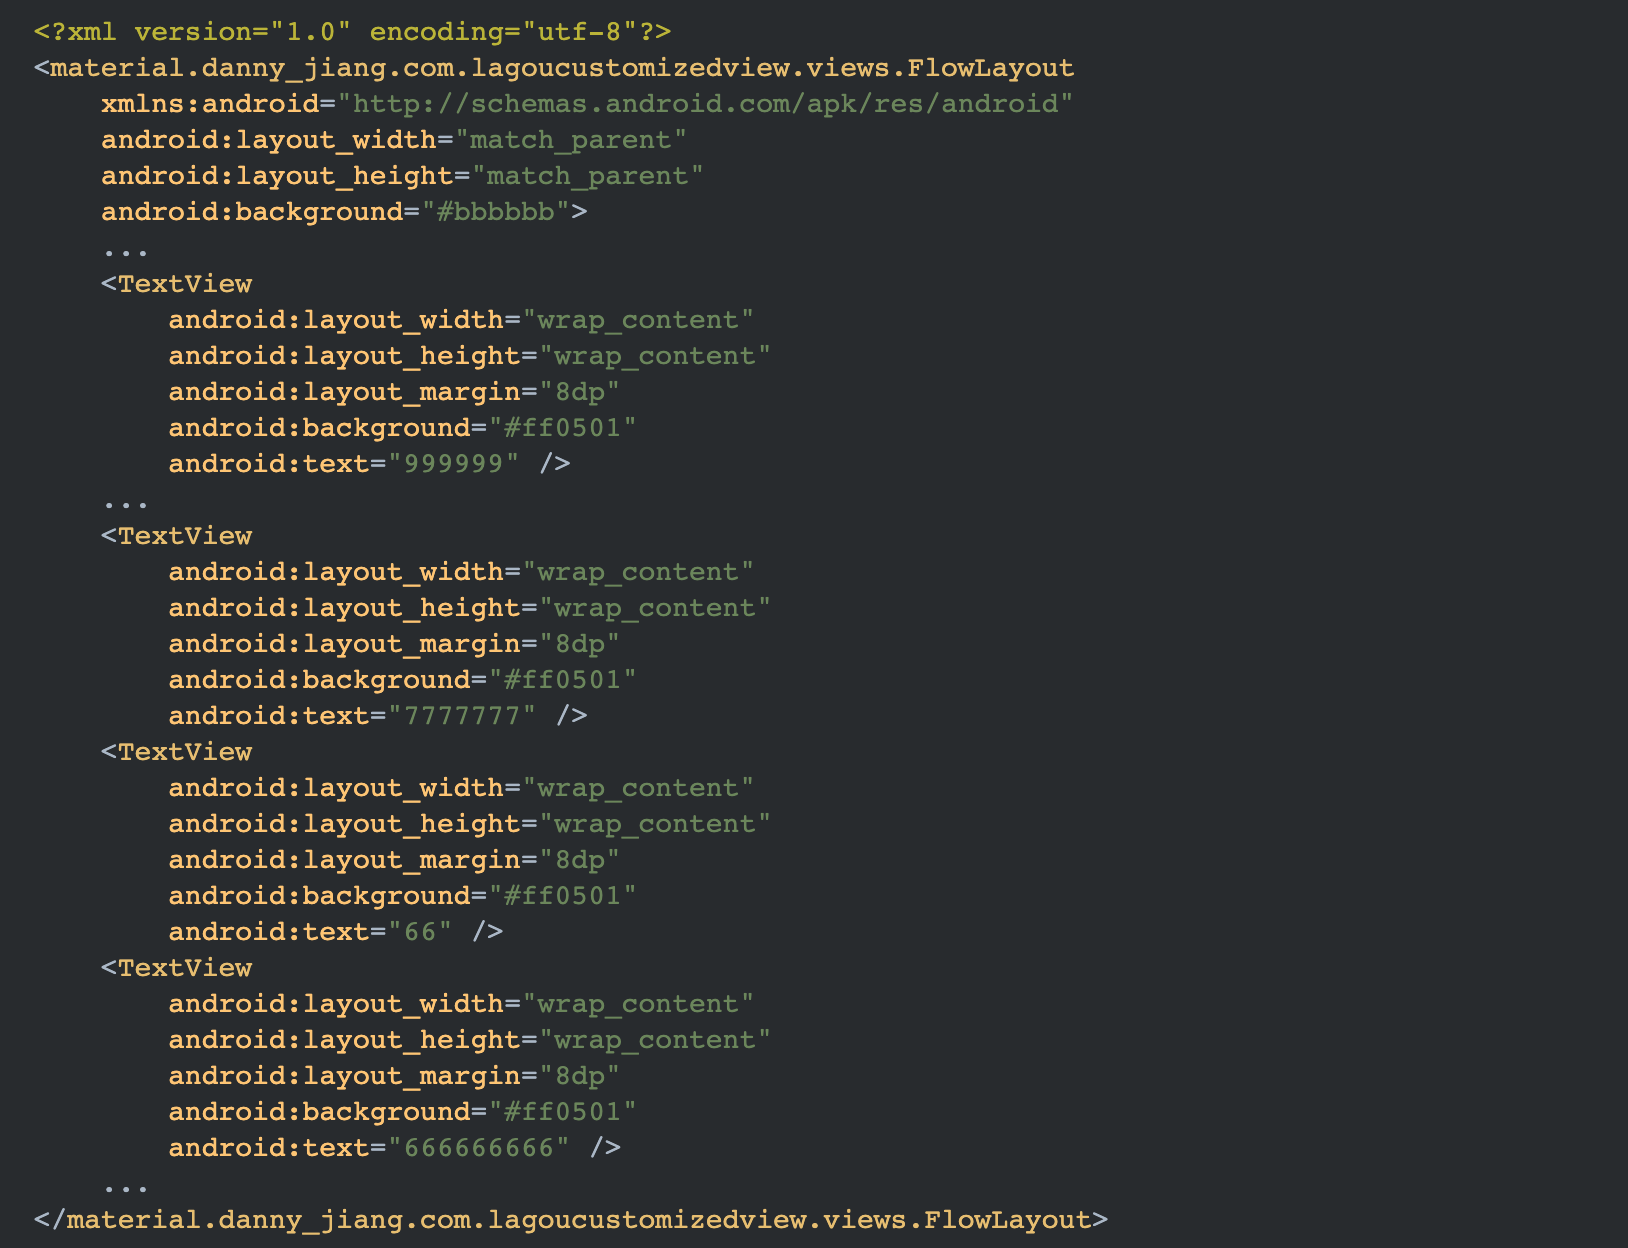 <?xml version="1.0" encoding="utf-8"?>
<material.danny_jiang.com.lagoucustomizedview.views.FlowLayout
    xmlns:android="http://schemas.android.com/apk/res/android"
    android:layout_width="match_parent"
    android:layout_height="match_parent"
    android:background="#bbbbbb">
    ...
    <TextView
        android:layout_width="wrap_content"
        android:layout_height="wrap_content"
        android:layout_margin="8dp"
        android:background="#ff0501"
        android:text="999999" />
    ...
    <TextView
        android:layout_width="wrap_content"
        android:layout_height="wrap_content"
        android:layout_margin="8dp"
        android:background="#ff0501"
        android:text="7777777" />
    <TextView
        android:layout_width="wrap_content"
        android:layout_height="wrap_content"
        android:layout_margin="8dp"
        android:background="#ff0501"
        android:text="66" />
    <TextView
        android:layout_width="wrap_content"
        android:layout_height="wrap_content"
        android:layout_margin="8dp"
        android:background="#ff0501"
        android:text="666666666" />
    ...
</material.danny_jiang.com.lagoucustomizedview.views.FlowLayout>